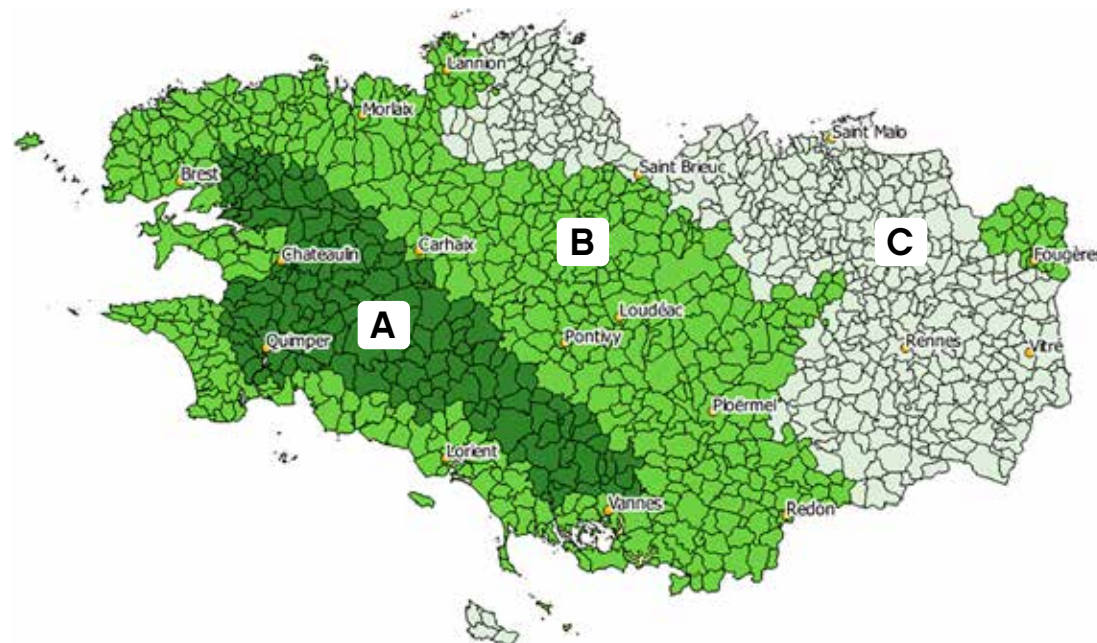 Lannion
Morlaix
Saint Malo
Saint Brieuc
Brest
B
C
Carhaix
Chateaulin
Fougères
Loudéac
A
Pontivy
Quimper
Rennes
Vitré
Ploërmel
Lorient
Vannes
Redon